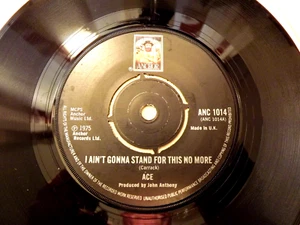 ANCHOR
MCPS
Anchor
Music Ltd.
℗ 1975
Anchor
Records Ltd.
ANC 1014
(ANC 1014A)
Made in U.K.
I AIN'T GONNA STAND FOR THIS NO MORE
(Carrack)
ACE
Produced by John Anthony